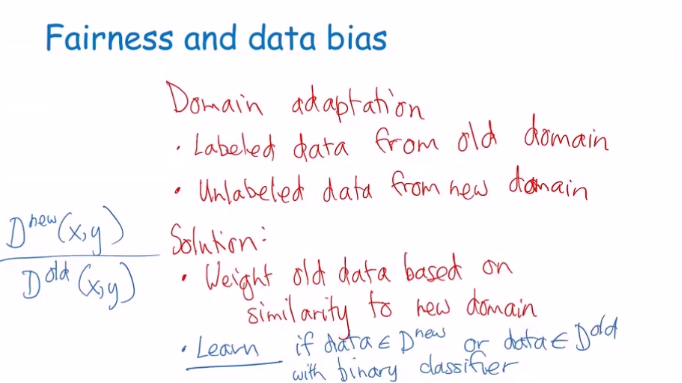 Fairness and data bias
Domain adaptation
• Labeled data from old domain
• Unlabeled data from new domain
D^new(x,y)
D^old(x,y)
Solution:
• Weight old data based on
similarity to new domain
• Learn if data ∈ D^new or data ∈ D^old
with binary classifier